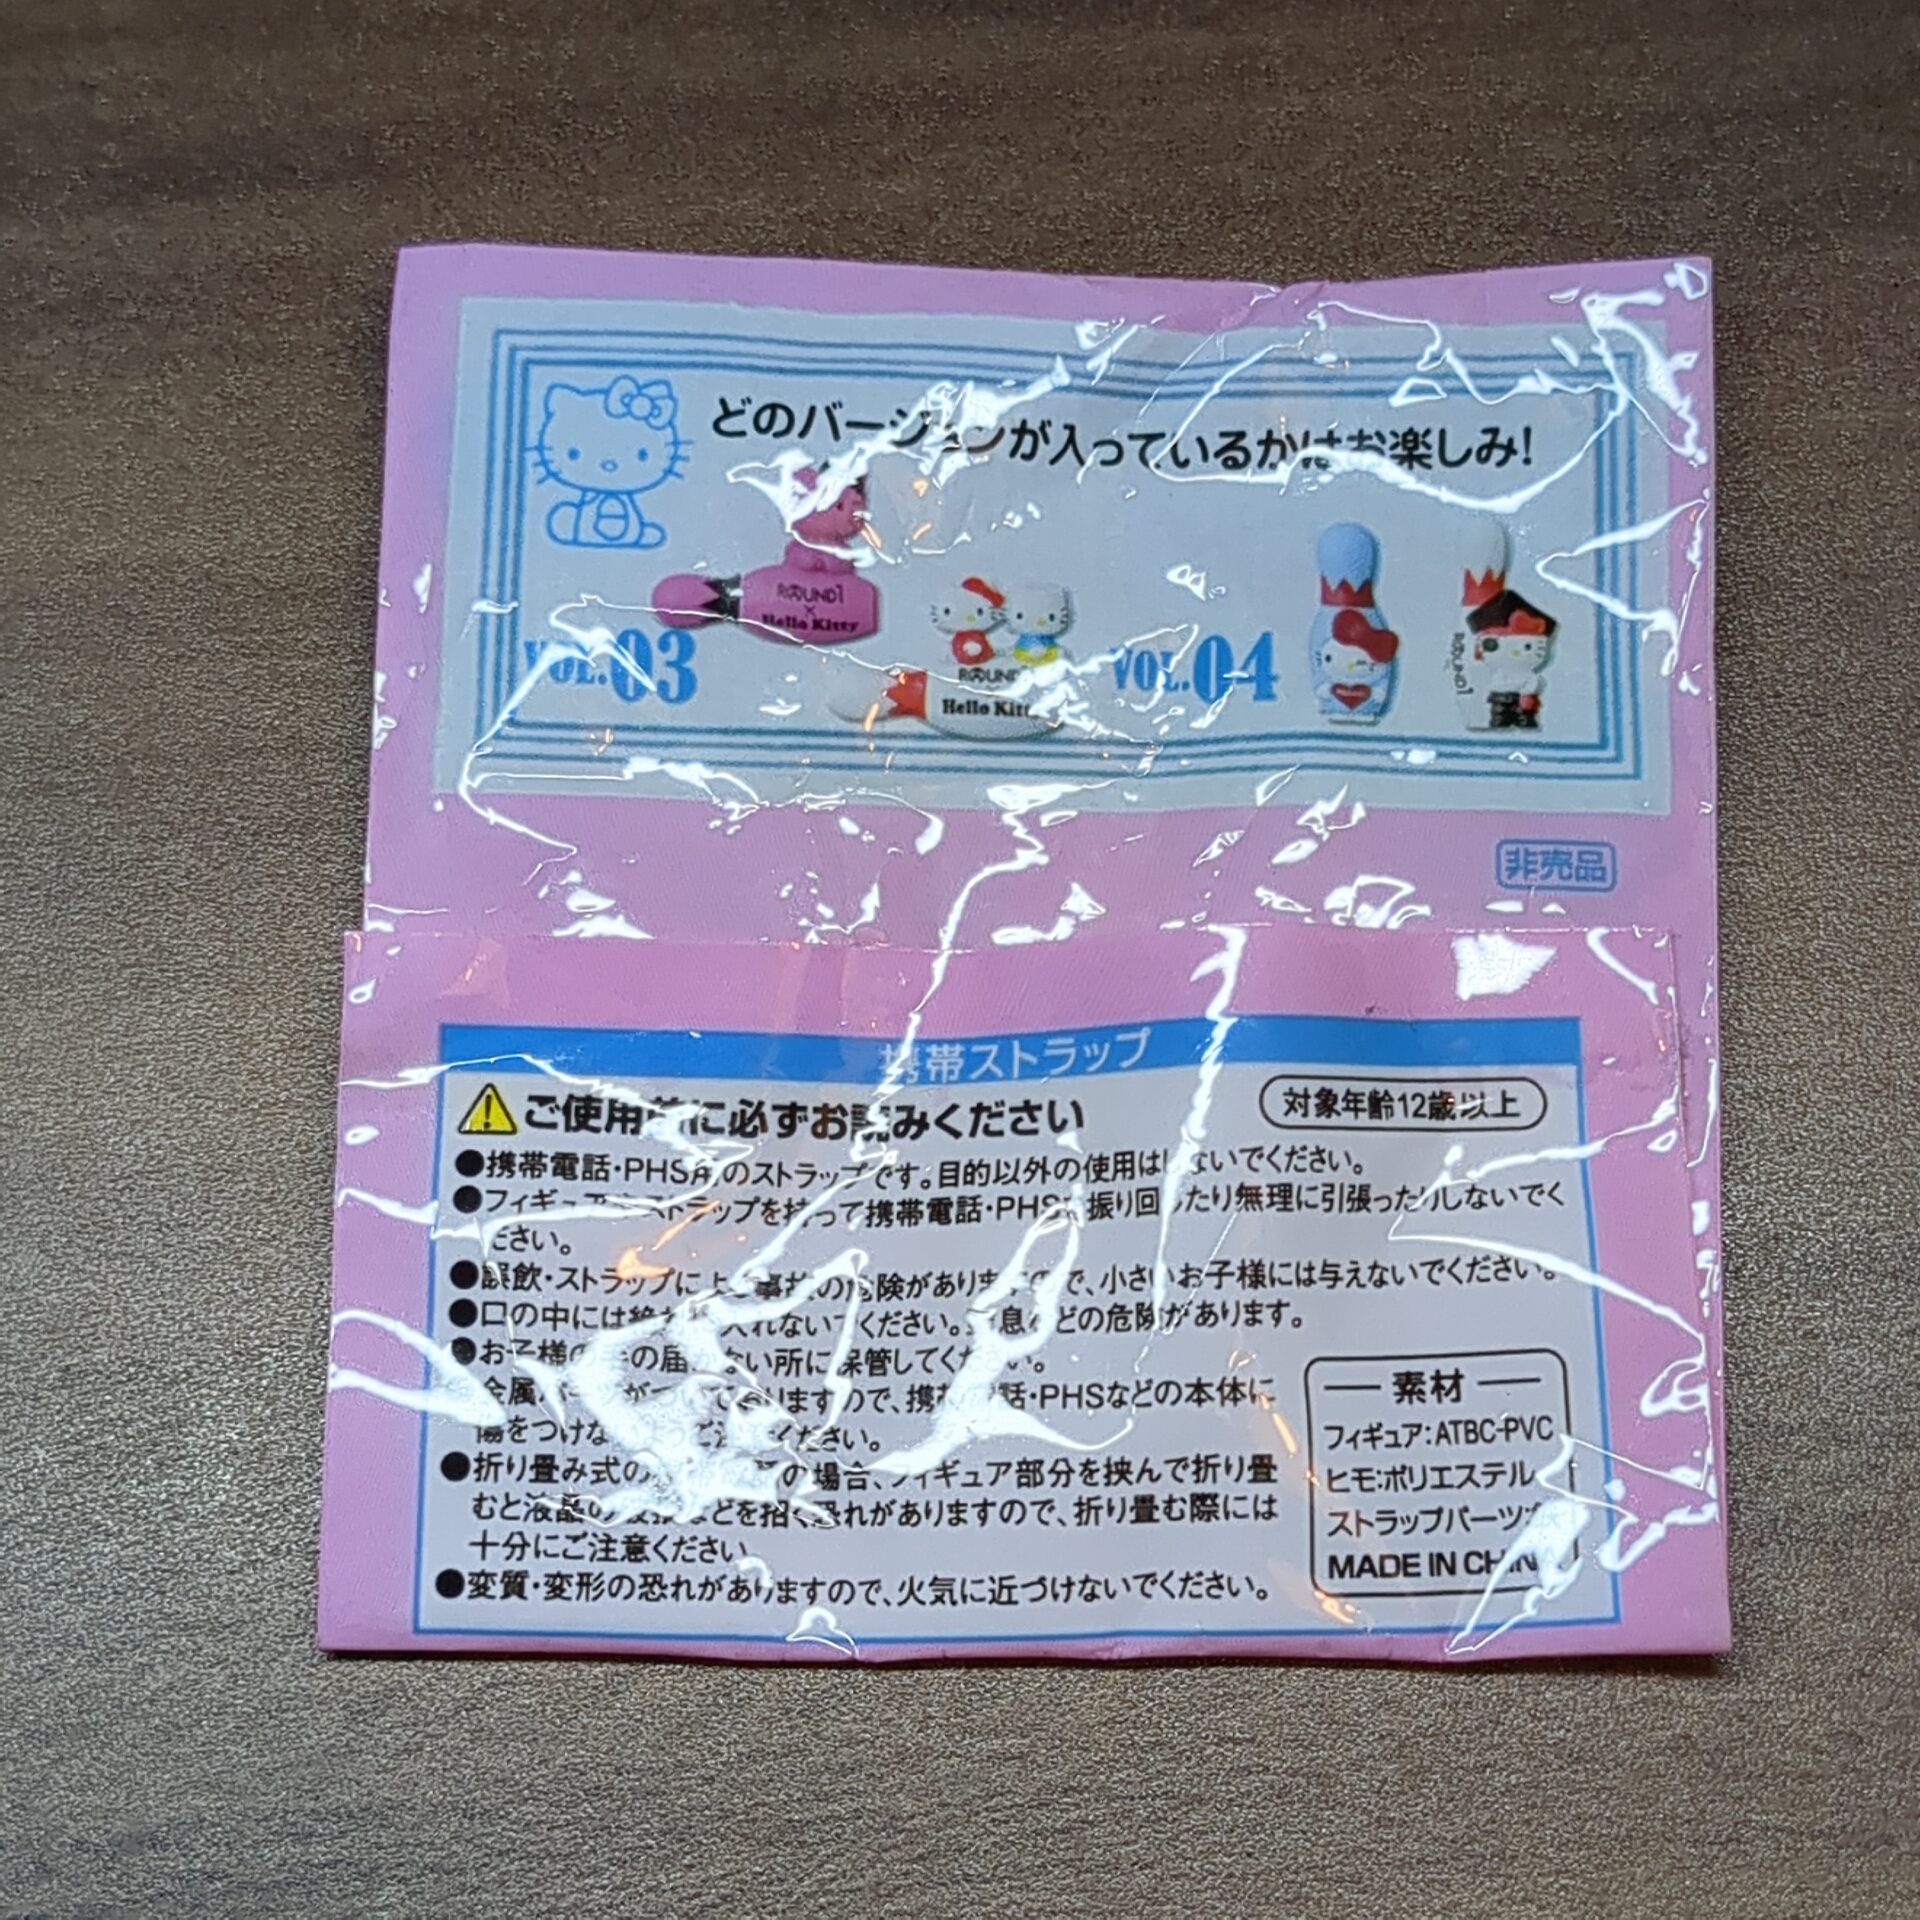 どのバージョンが入っているかはお楽しみ!
ROUND1
×
Hello Kitty
VOL.03
ROUND1
Hello Kitty
VOL.04
ROUND1
非売品
携帯ストラップ
ご使用前に必ずお読みください
対象年齢12歳以上
●携帯電話・PHS用のストラップです。目的以外の使用はしないでください。
●フィギュアやストラップを持って携帯電話・PHSを振り回したり無理に引張ったりしないでく
ださい。
●誤飲・ストラップによる事故の危険がありますので、小さいお子様には与えないでください。
●口の中には絶対に入れないでください。窒息などの危険があります。
●お子様の手の届かない所に保管してください。
●金属パーツがついておりますので、携帯電話・PHSなどの本体に
傷をつけないようご注意ください。
●折り畳み式の携帯電話の場合、フィギュア部分を挟んで折り畳
むと液晶の破損などを招く恐れがありますので、折り畳む際には
十分にご注意ください。
●変質・変形の恐れがありますので、火気に近づけないでください。
素材
フィギュア:ATBC-PVC
ヒモ:ポリエステル
ストラップパーツ:鉄
MADE IN CHINA